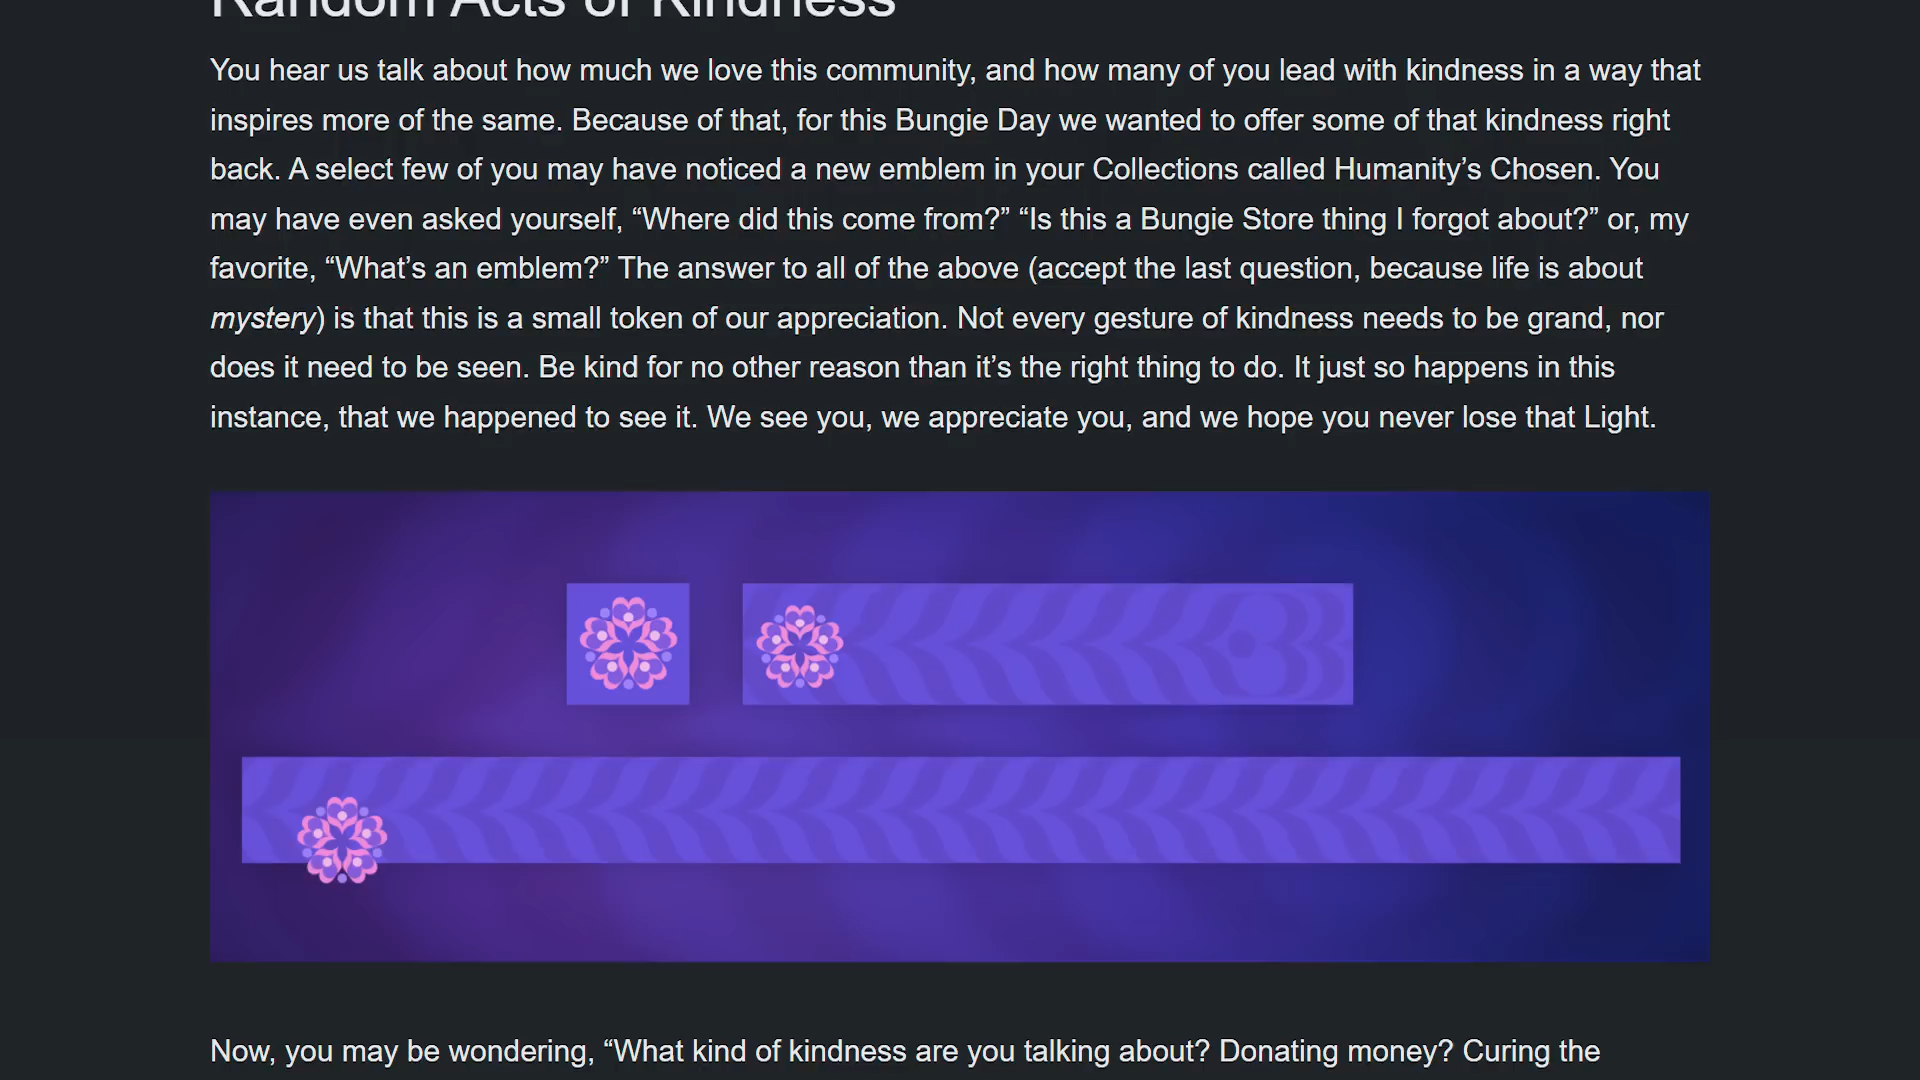 Random Acts of Kindness
You hear us talk about how much we love this community, and how many of you lead with kindness in a way that
inspires more of the same. Because of that, for this Bungie Day we wanted to offer some of that kindness right
back. A select few of you may have noticed a new emblem in your Collections called Humanity’s Chosen. You
may have even asked yourself, “Where did this come from?” “Is this a Bungie Store thing I forgot about?” or, my
favorite, “What’s an emblem?” The answer to all of the above (accept the last question, because life is about
mystery) is that this is a small token of our appreciation. Not every gesture of kindness needs to be grand, nor
does it need to be seen. Be kind for no other reason than it’s the right thing to do. It just so happens in this
instance, that we happened to see it. We see you, we appreciate you, and we hope you never lose that Light.
Now, you may be wondering, “What kind of kindness are you talking about? Donating money? Curing the